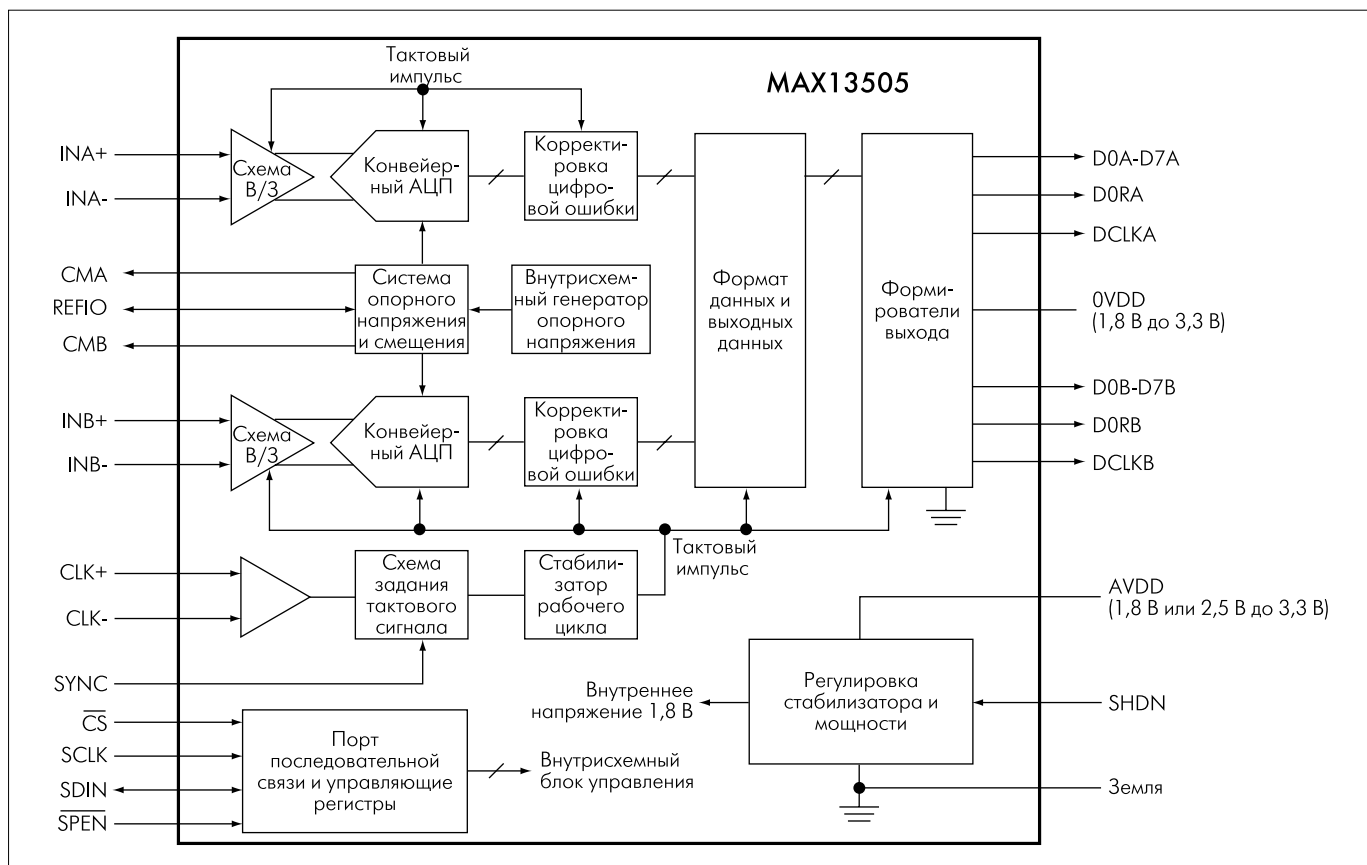 Тактовый
импульс
MAX13505
INA+
INA-
Схема
В/З
Конвейер-
ный АЦП
Корректи-
ровка
цифро-
вой ошибки
D0A-D7A
D0RA
DCLKA
CMA
REFIO
CMB
Система
опорного
напряжения
и смещения
Внутрисхем-
ный генератор
опорного
напряжения
Формат
данных и
выходных
данных
Форми-
рователи
выхода
0VDD
(1,8 В до 3,3 В)
INB+
INB-
Схема
В/З
Конвейер-
ный АЦП
Корректи-
ровка
цифро-
вой ошибки
D0B-D7B
D0RB
DCLKB
Тактовый
импульс
CLK+
CLK-
Схема
задания
тактового
сигнала
Стабили-
затор
рабочего
цикла
AVDD
(1,8 В или 2,5 В до 3,3 В)
SYNC
CS
SCLK
SDIN
SPEN
Порт
последовательной
связи и управляющие
регистры
Внутрисхемный
блок управления
Внутреннее
напряжение 1,8 В
Регулировка
стабилизатора и
мощности
SHDN
Земля